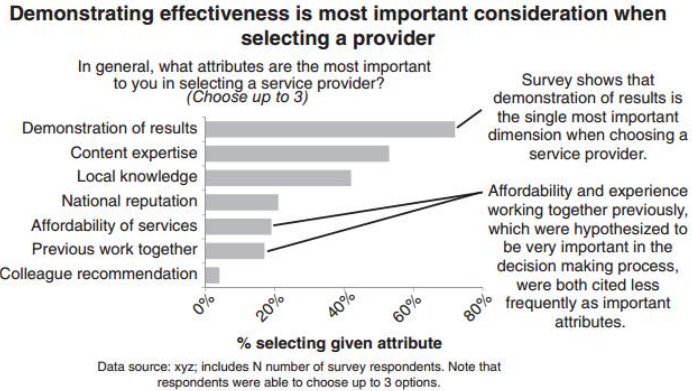 Demonstrating effectiveness is most important consideration when
selecting a provider
In general, what attributes are the most important
to you in selecting a service provider?
(Choose up to 3)
Demonstration of results
Content expertise
Local knowledge
National reputation
Affordability of services
Previous work together
Colleague recommendation
0%
20%
40%
60%
80%
% selecting given attribute
Survey shows that
demonstration of results is
the single most important
dimension when choosing a
service provider.
Affordability and experience
working together previously,
which were hypothesized to
be very important in the
decision making process,
were both cited less
frequently as important
attributes.
Data source: xyz; includes N number of survey respondents. Note that
respondents were able to choose up to 3 options.